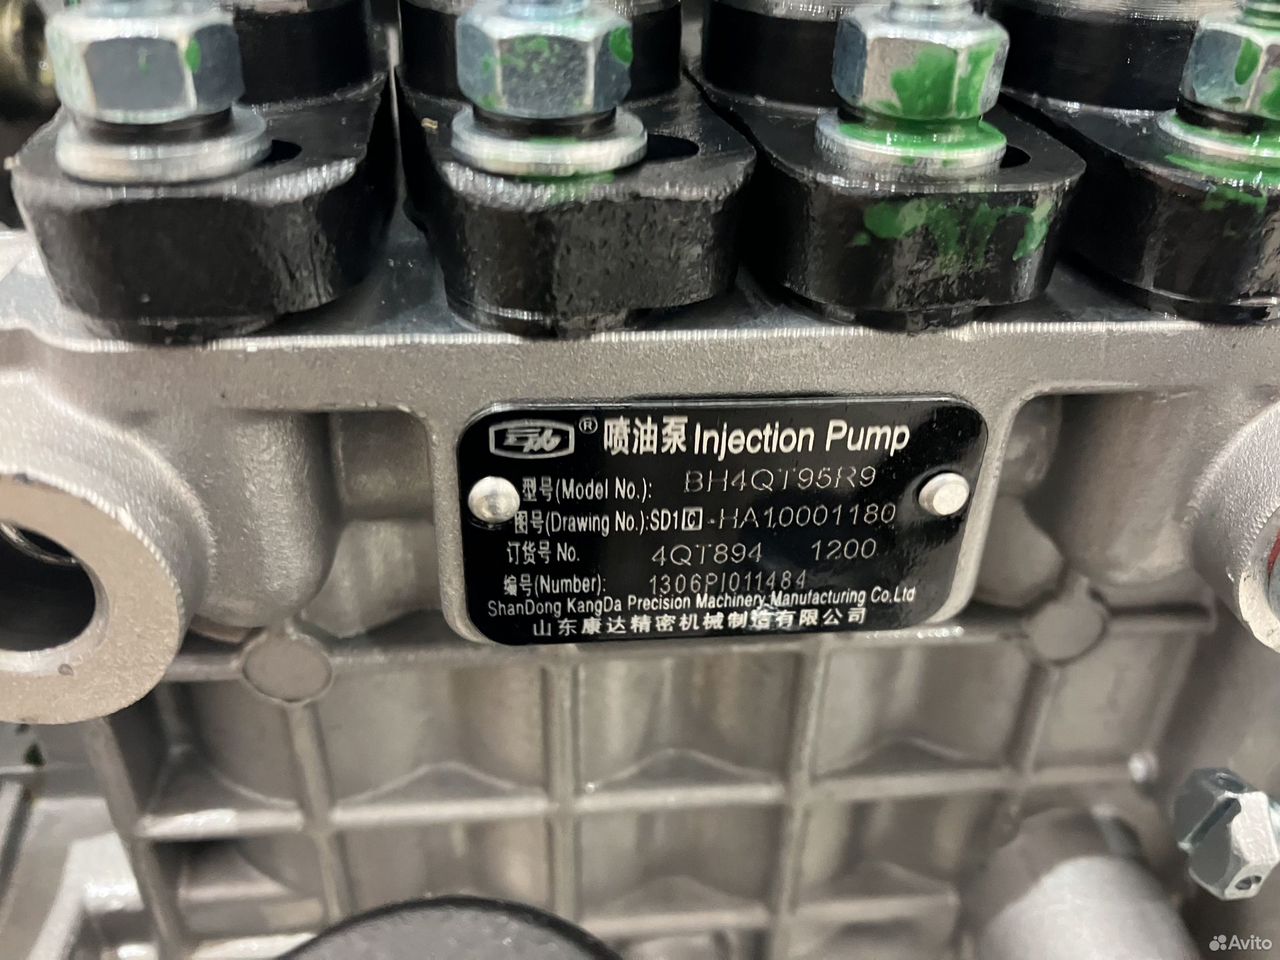 ® 喷油泵 Injection Pump
型号(Model No.): BH4QT95R9
图号(Drawing No.): SD1 C -HA10001180
订货号 No. 4QT894 1200
编号(Number): 1306PI011484
ShanDong KangDa Precision Machinery Manufacturing Co,Ltd
山东康达精密机械制造有限公司
Avito